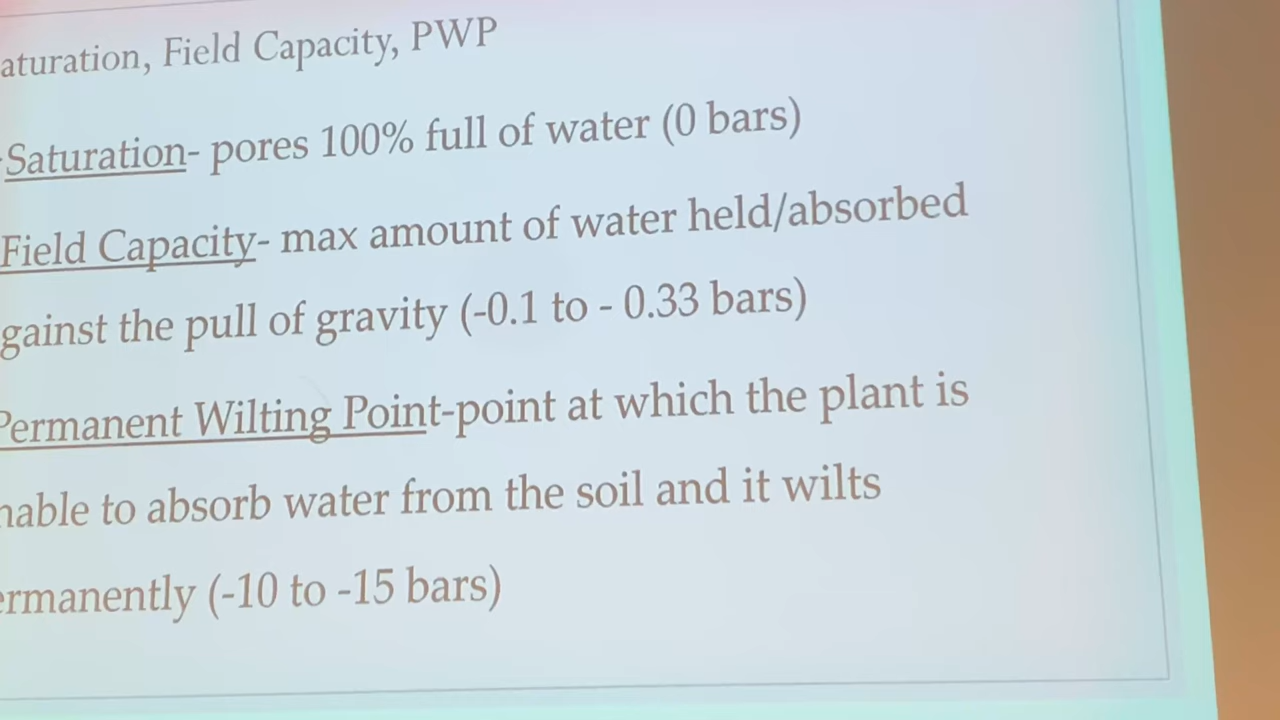 aturation, Field Capacity, PWP
-Saturation- pores 100% full of water (0 bars)
Field Capacity- max amount of water held/absorbed
gainst the pull of gravity (-0.1 to - 0.33 bars)
Permanent Wilting Point-point at which the plant is
nable to absorb water from the soil and it wilts
ermanently (-10 to -15 bars)